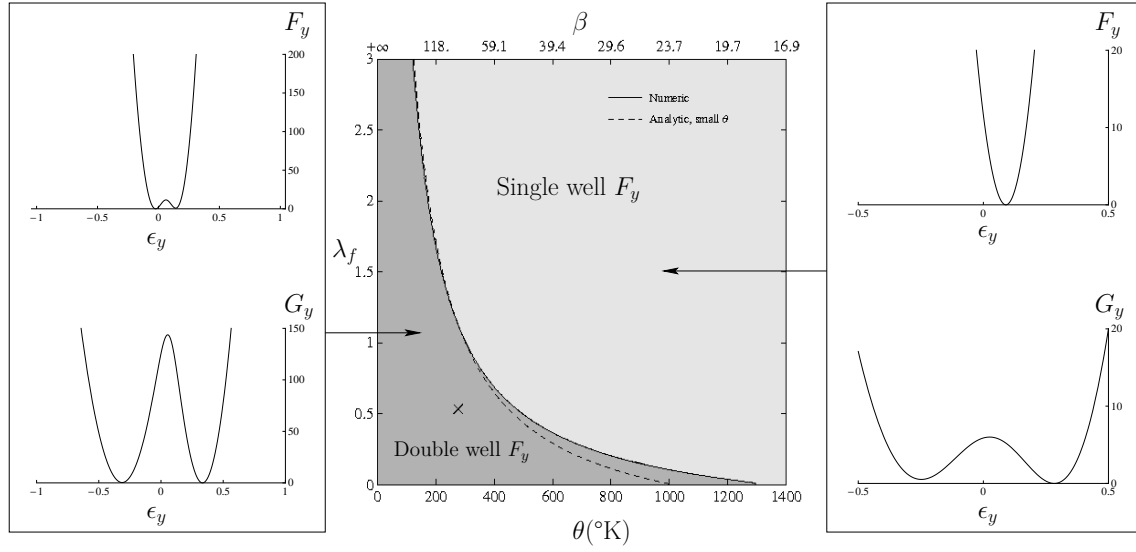 F_y
200
150
100
50
0
−1 −0.5 0 0.5 1
ϵ_y
G_y
150
100
50
0
−1 −0.5 0 0.5 1
ϵ_y
β
+∞ 118. 59.1 39.4 29.6 23.7 19.7 16.9
3
2.5
2
1.5
1
0.5
0
λ_f
Numeric
Analytic, small θ
Single well F_y
Double well F_y
0 200 400 600 800 1000 1200 1400
θ(°K)
F_y
20
10
0
−0.5 0 0.5
ϵ_y
G_y
20
10
0
−0.5 0 0.5
ϵ_y